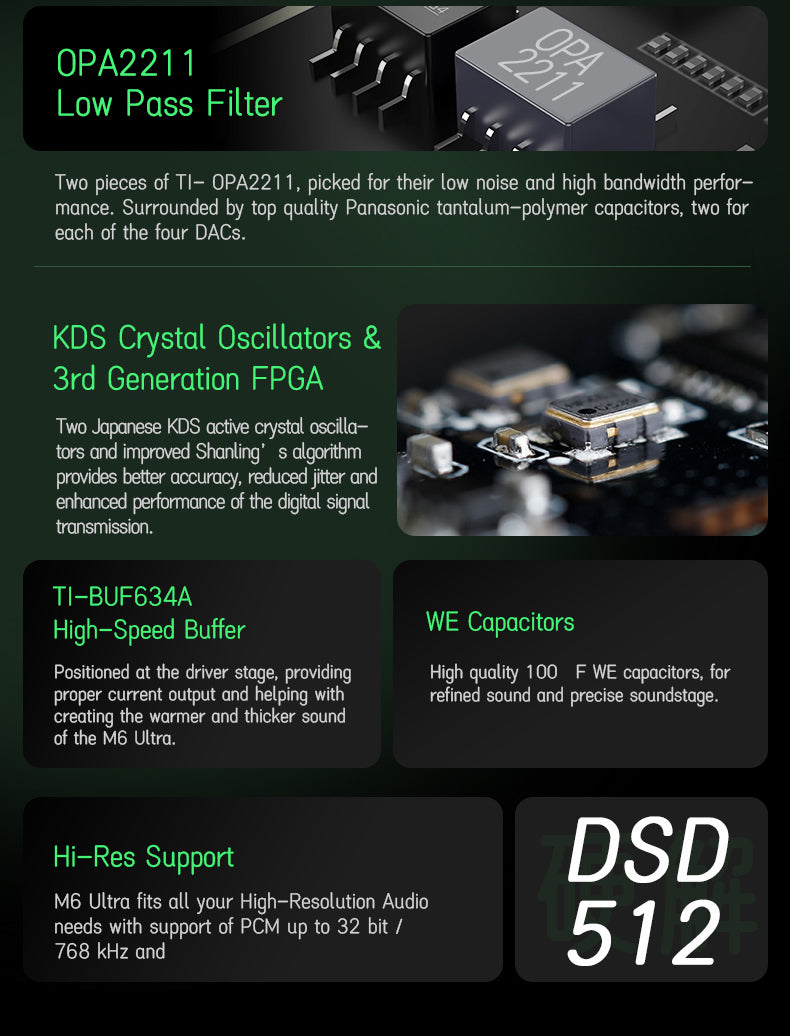 OPA2211
Low Pass Filter
OPA
2211
Two pieces of TI- OPA2211, picked for their low noise and high bandwidth perfor-
mance. Surrounded by top quality Panasonic tantalum-polymer capacitors, two for
each of the four DACs.
KDS Crystal Oscillators &
3rd Generation FPGA
Two Japanese KDS active crystal oscilla-
tors and improved Shanling’ s algorithm
provides better accuracy, reduced jitter and
enhanced performance of the digital signal
transmission.
TI-BUF634A
High-Speed Buffer
Positioned at the driver stage, providing
proper current output and helping with
creating the warmer and thicker sound
of the M6 Ultra.
WE Capacitors
High quality 100 F WE capacitors, for
refined sound and precise soundstage.
Hi-Res Support
M6 Ultra fits all your High-Resolution Audio
needs with support of PCM up to 32 bit /
768 kHz and
硬解
DSD
512